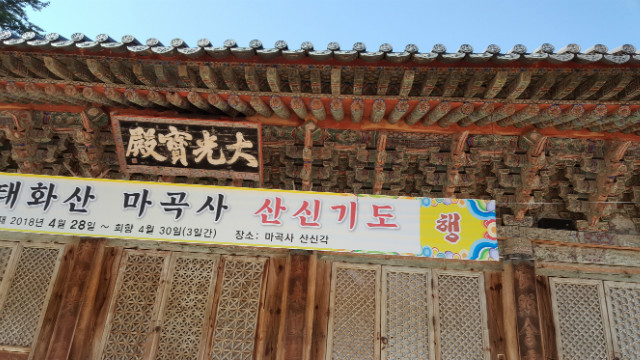 大光寶殿
태화산 마곡사 산신기도
재 2018년 4월 28일 ~ 회향 4월 30일(3일간) 장소: 마곡사 산신각
행